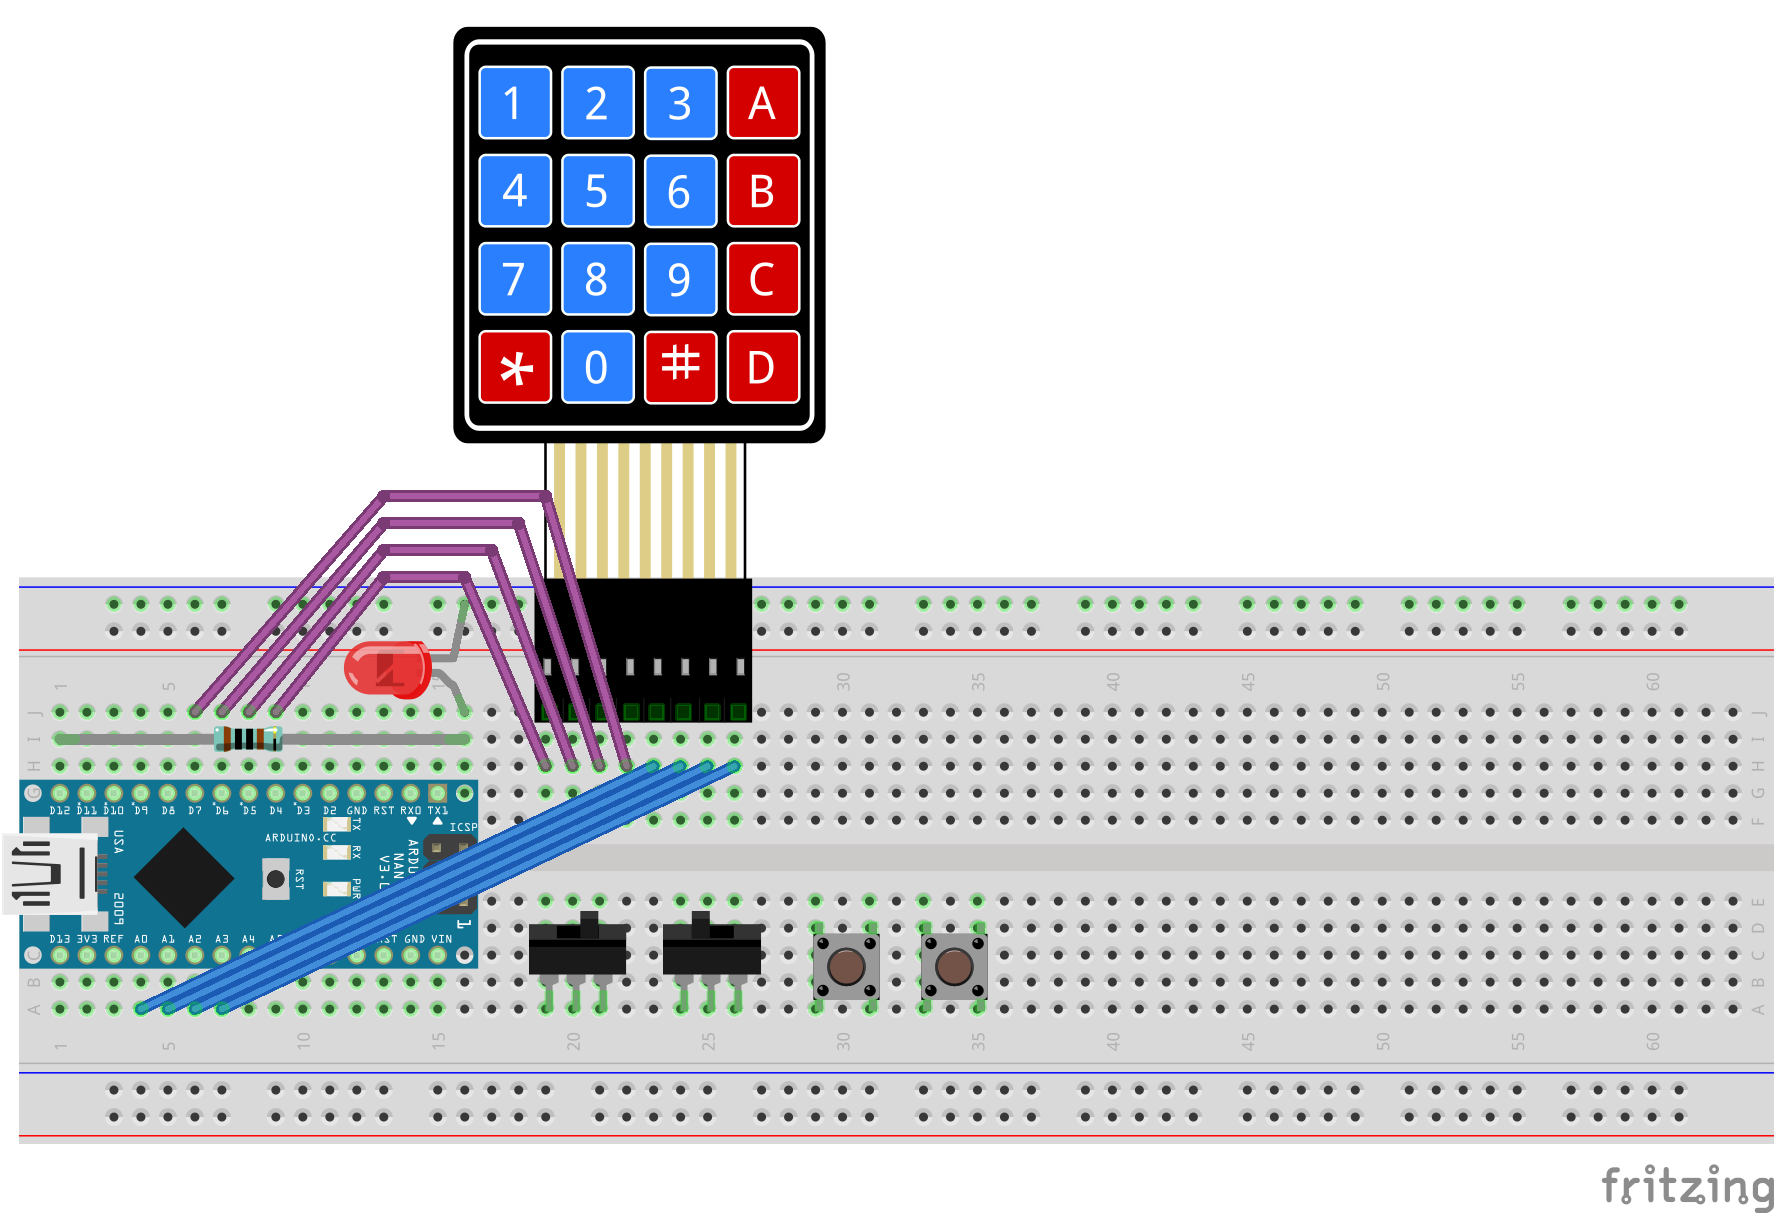 1 2 3 A
4 5 6 B
7 8 9 C
* 0 # D
1 5 1 1 30 35 40 45 50 55 60
J J
I I
H H
G G
F
D12 D11 D10 D9 D8 D7 D6 D5 D4 D3 D2 GND RST RX0 TX1
ICSP
TX
ARDUINO.CC
USA
RX
ARDU
NAN
V3.
RST
PWR
2009
1
E
D
D13 3V3 REF A0 A1 A2 A3 A4 GND VIN
C C
B B
A A
1 5 10 15 20 25 30 35 40 45 50 55 60
fritzing